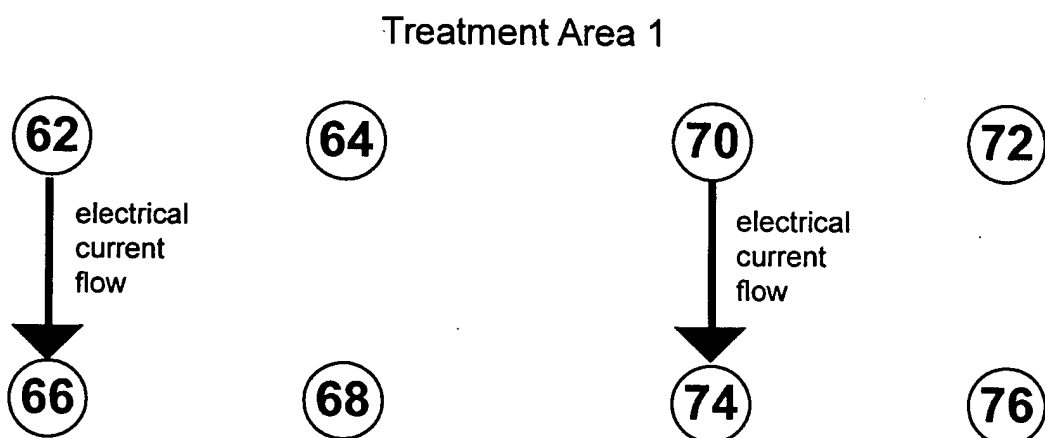 Treatment Area 1
62
64
70
72
electrical
current
flow
electrical
current
flow
66
68
74
76